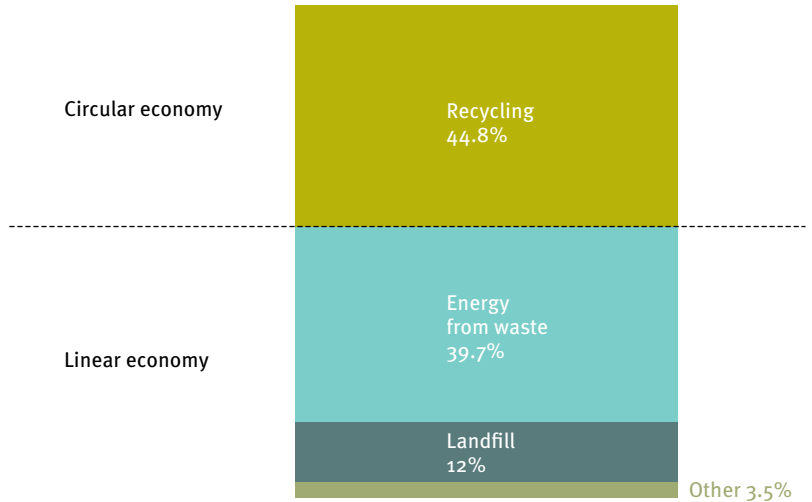 Circular economy
Recycling
44.8%
Energy
from waste
39.7%
Linear economy
Landfill
12%
Other 3.5%